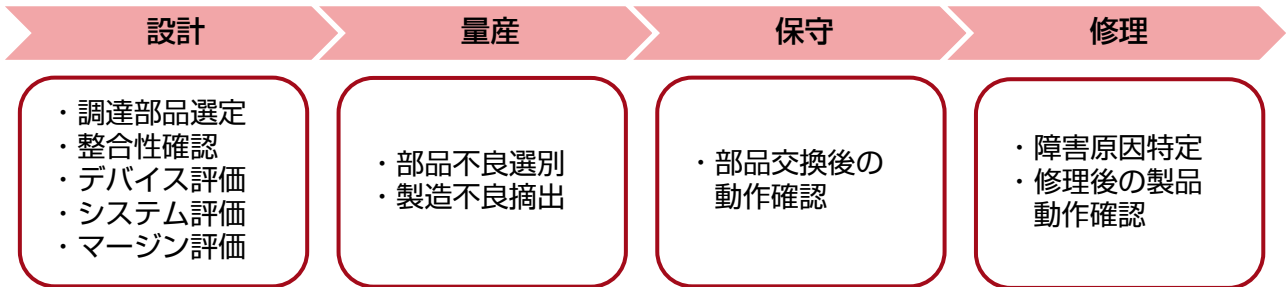 設計
量産
保守
修理
・調達部品選定
・整合性確認
・デバイス評価
・システム評価
・マージン評価
・部品不良選別
・製造不良摘出
・部品交換後の
動作確認
・障害原因特定
・修理後の製品
動作確認